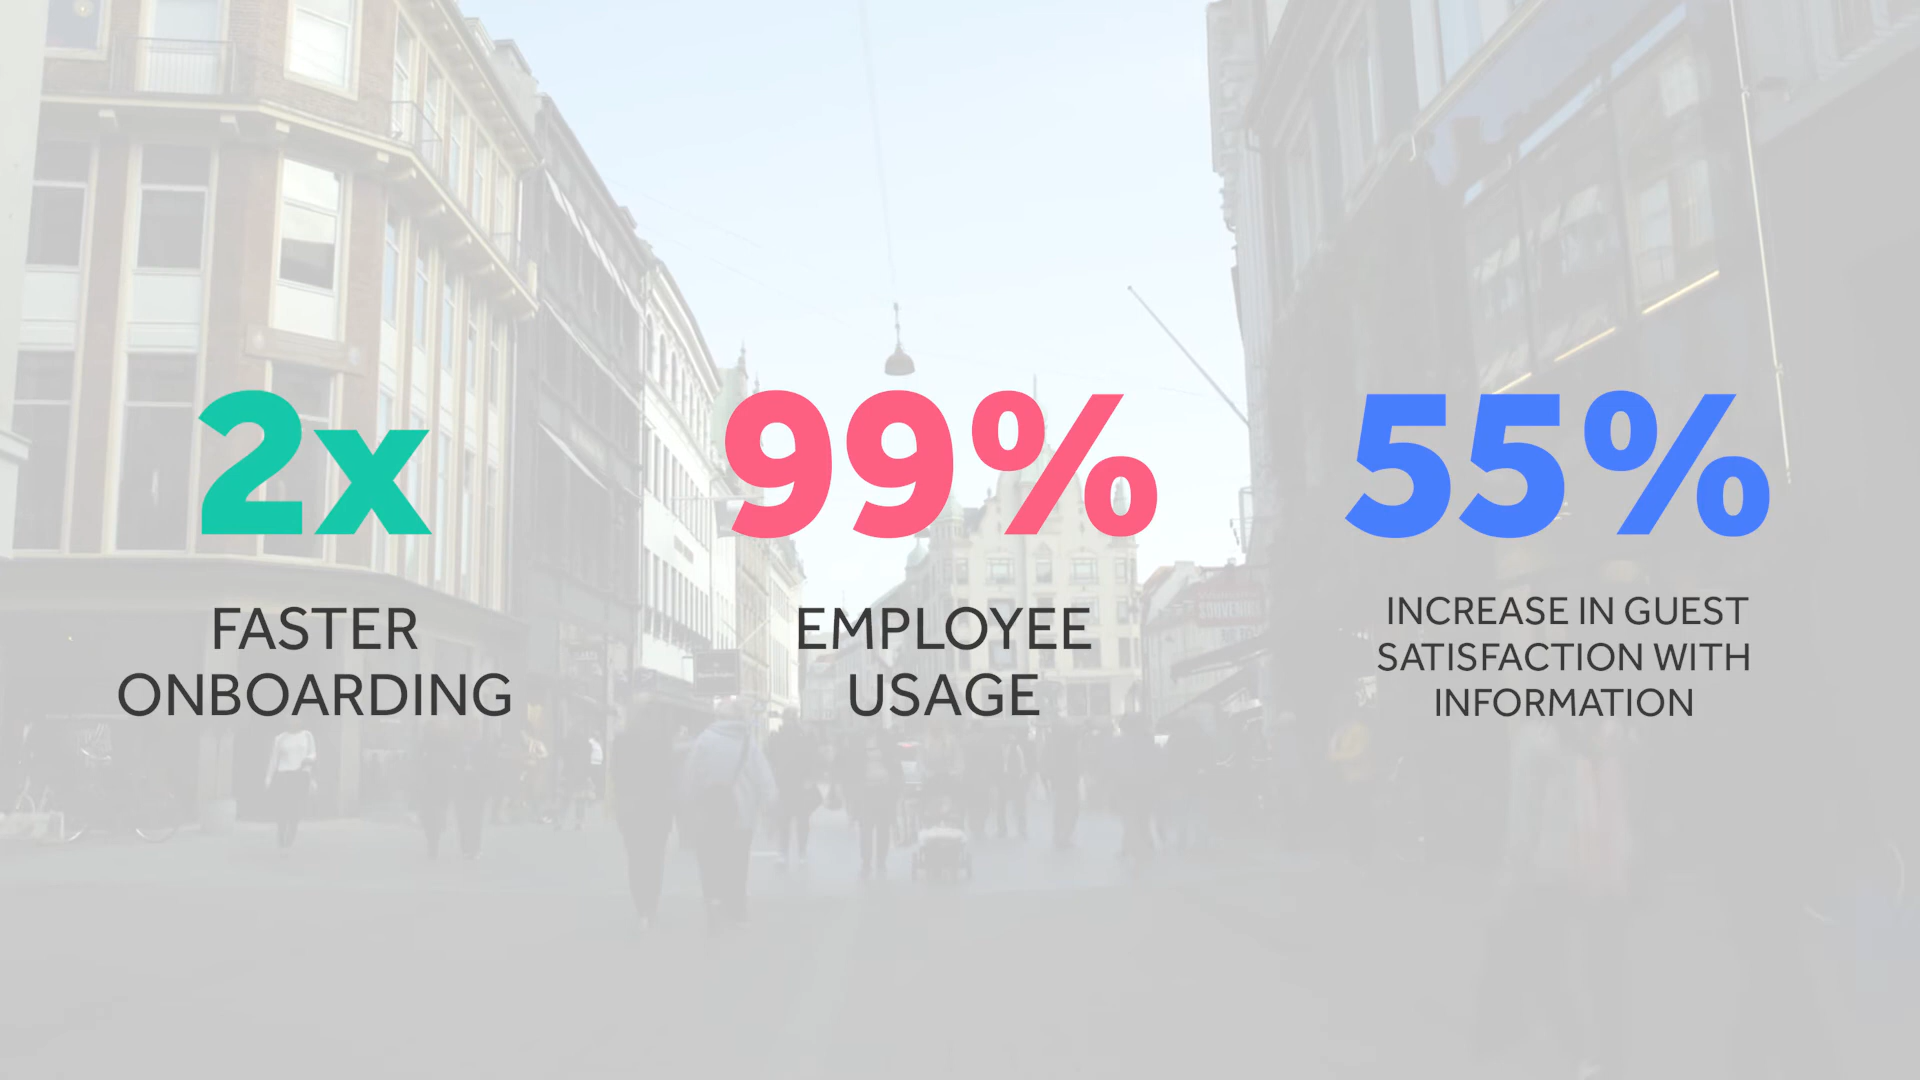 2x
FASTER
ONBOARDING
99%
EMPLOYEE
USAGE
55%
INCREASE IN GUEST
SATISFACTION WITH
INFORMATION